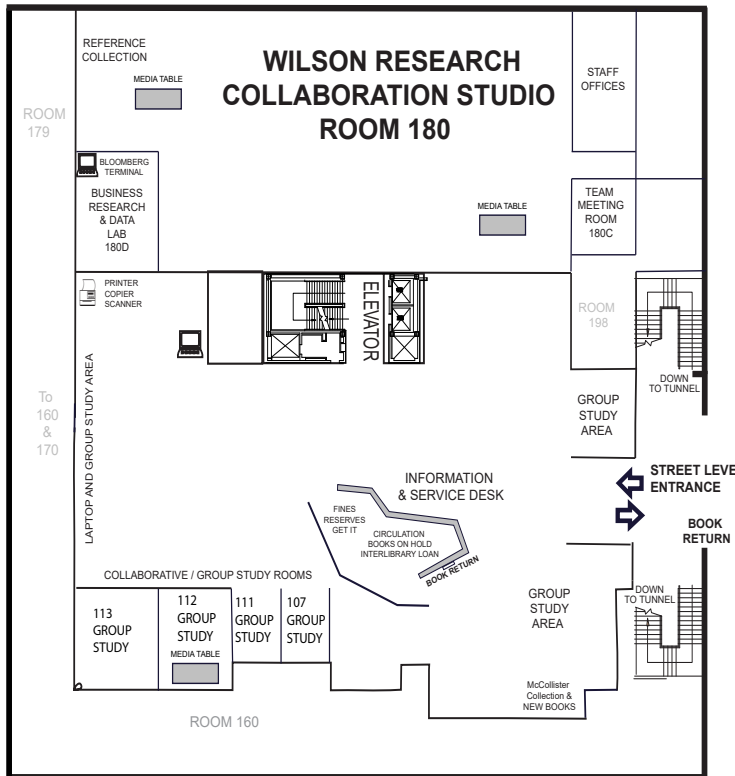 REFERENCE
COLLECTION
MEDIA TABLE
WILSON RESEARCH
COLLABORATION STUDIO
ROOM 180
STAFF
OFFICES
ROOM
179
BLOOMBERG
TERMINAL
BUSINESS
RESEARCH
& DATA
LAB
180D
MEDIA TABLE
TEAM
MEETING
ROOM
180C
PRINTER
COPIER
SCANNER
ELEVATOR
ROOM
198
DOWN
TO TUNNEL
To
160
&
170
LAPTOP AND GROUP STUDY AREA
GROUP
STUDY
AREA
INFORMATION
& SERVICE DESK
STREET LEVE
ENTRANCE
FINES
RESERVES
GET IT
CIRCULATION
BOOKS ON HOLD
INTERLIBRARY LOAN
BOOK RETURN
BOOK
RETURN
COLLABORATIVE / GROUP STUDY ROOMS
113
GROUP
STUDY
112
GROUP
STUDY
MEDIA TABLE
111
GROUP
STUDY
107
GROUP
STUDY
GROUP
STUDY
AREA
DOWN
TO TUNNEL
McCollister
Collection &
NEW BOOKS
ROOM 160